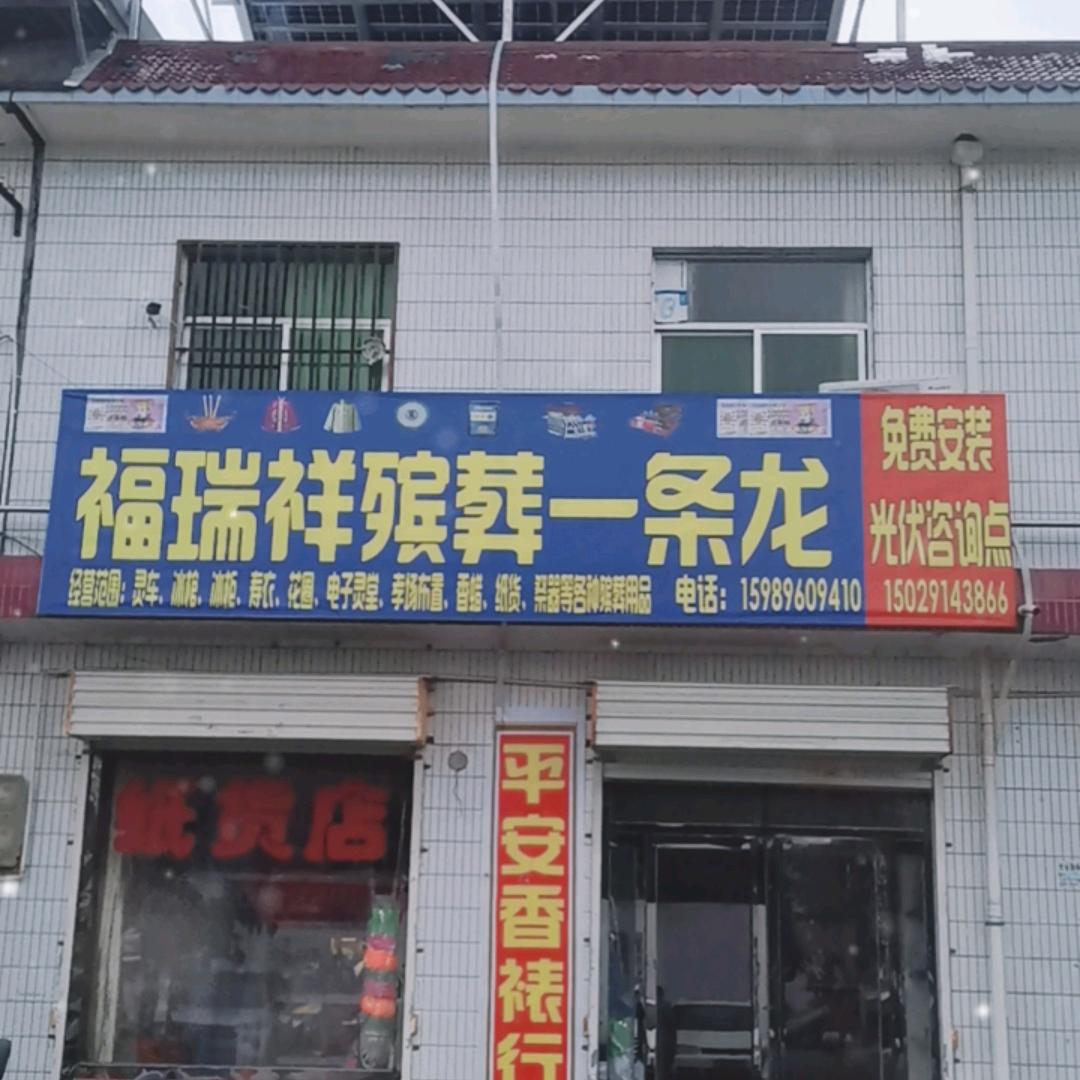 福瑞祥殡葬一条龙
经营范围：灵车、冰棺、冰柜、寿衣、花圈、电子灵堂、孝场布置、香蜡、纸货、祭器等各种殡葬用品 电话：15989609410
免费安装
光伏咨询点
15029143866
纸货店
平安香裱行